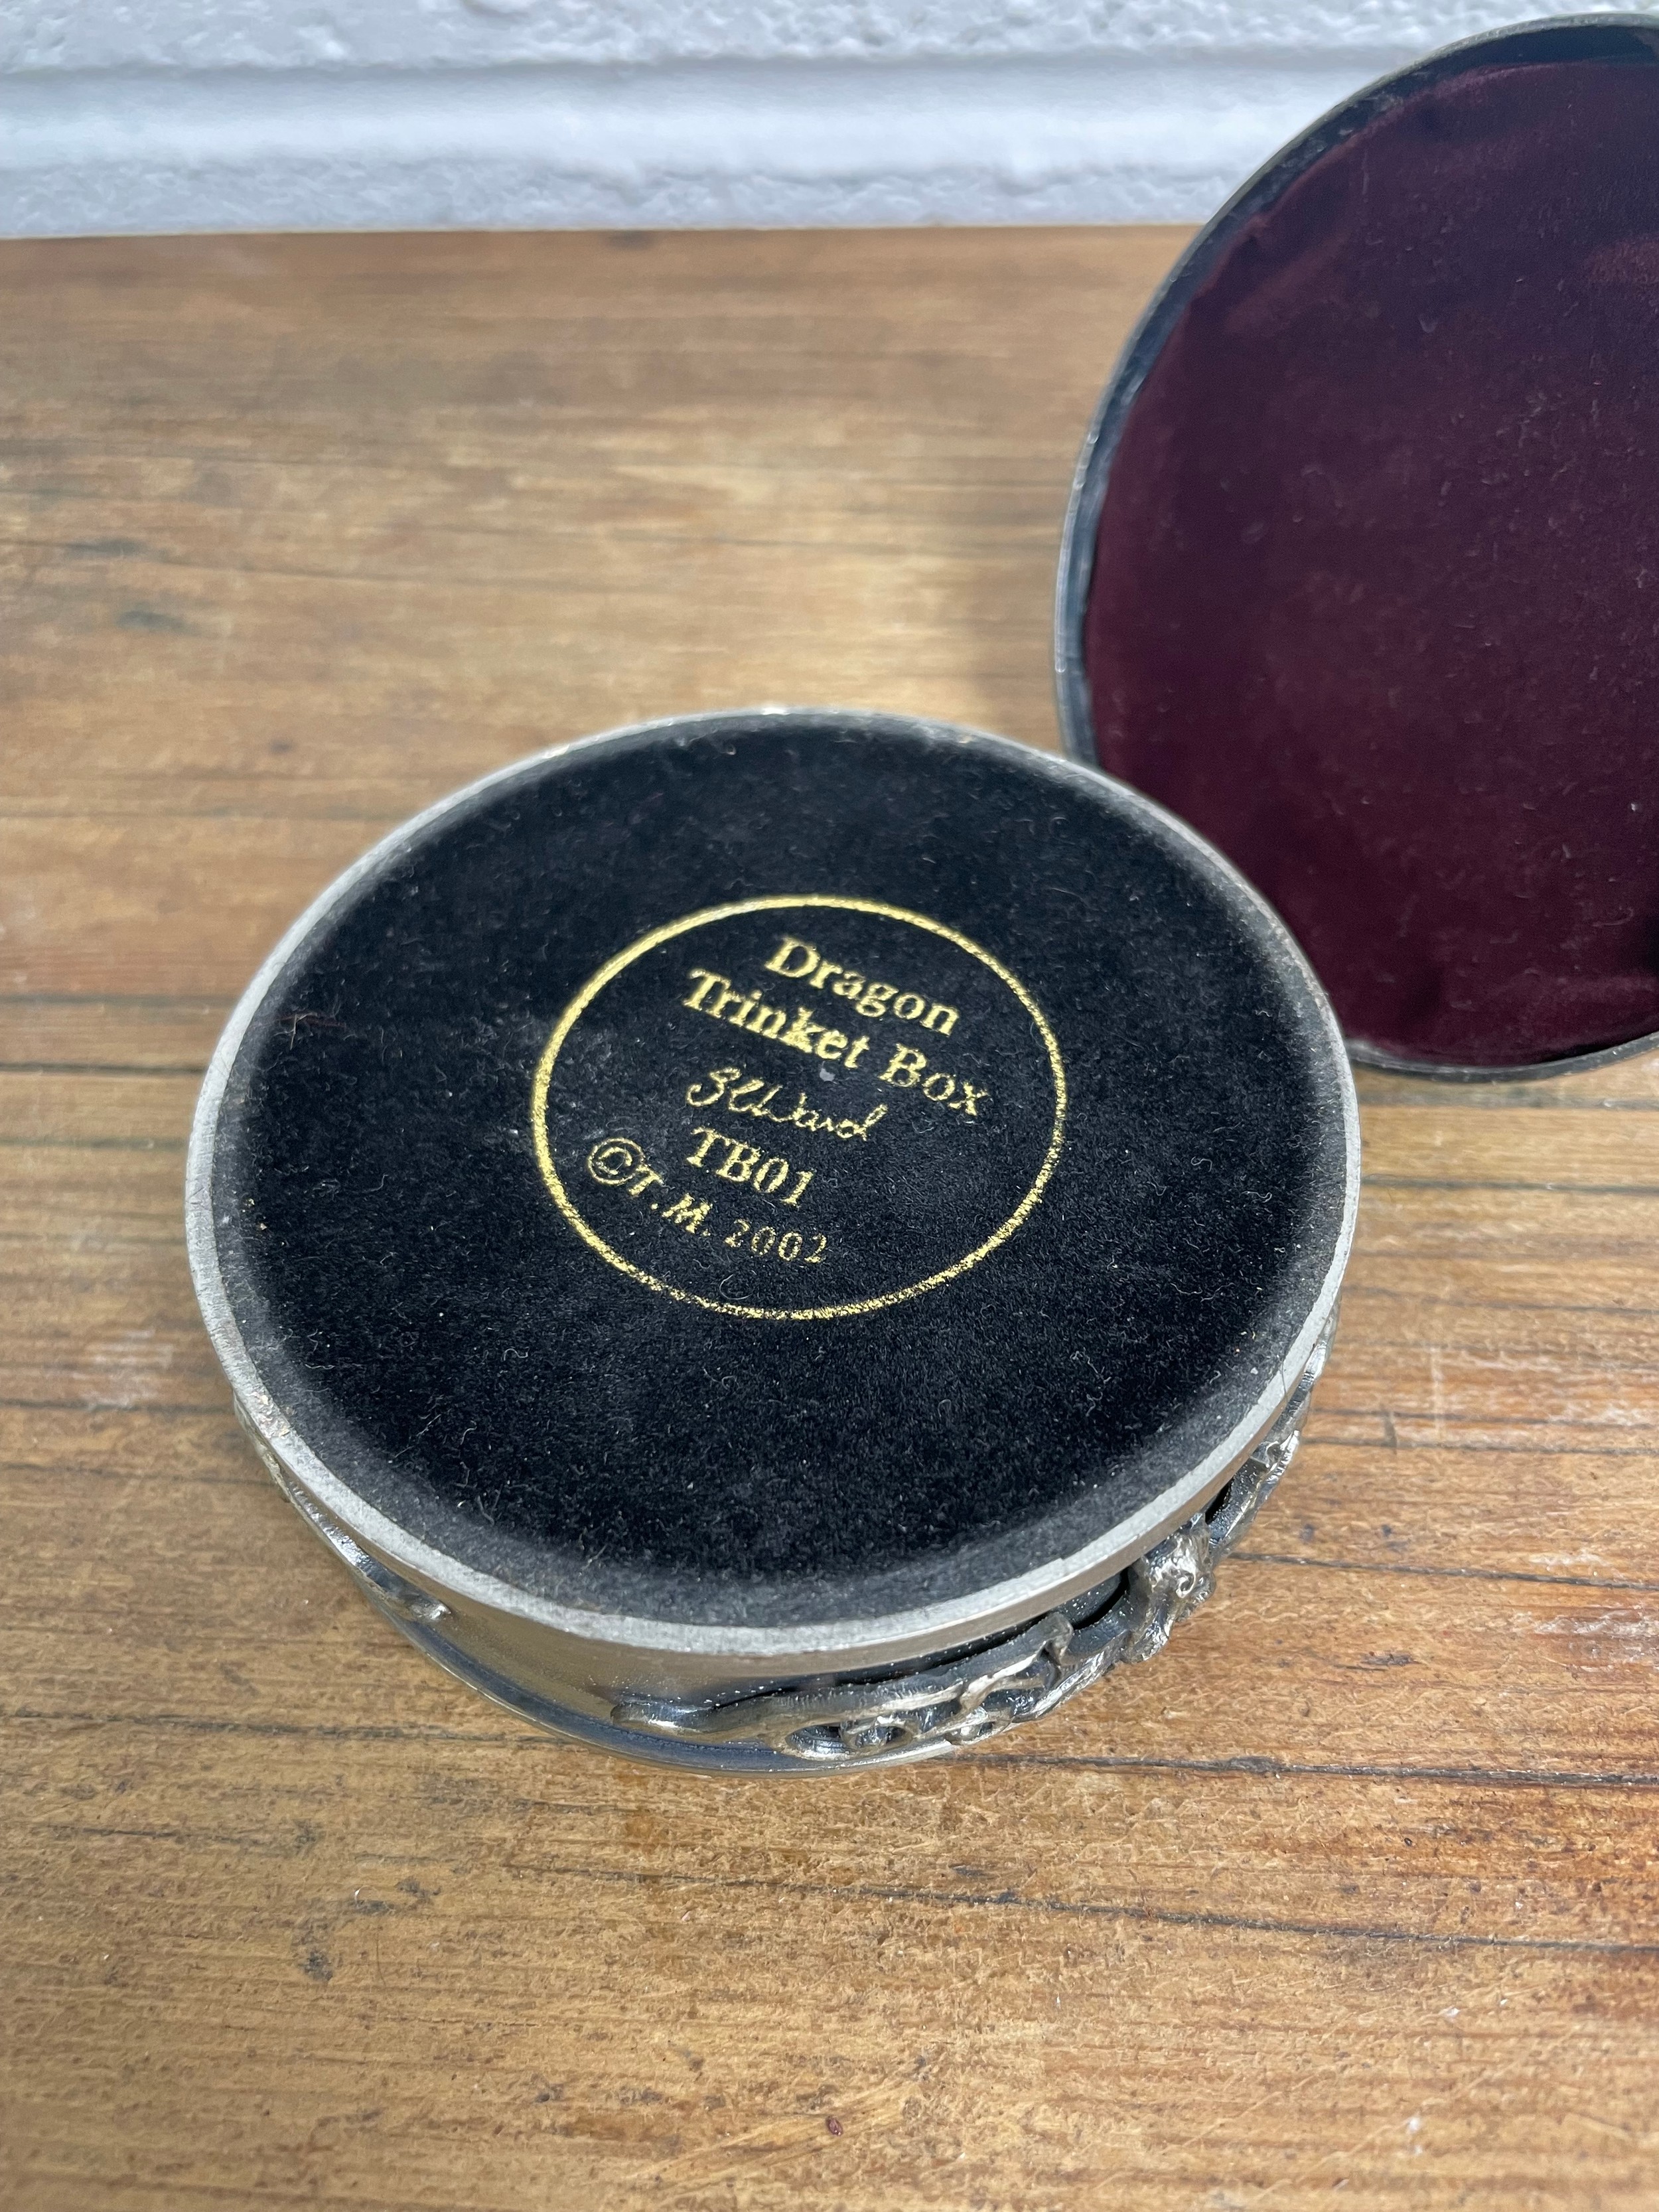 Dragon
Trinket Box
TB01
©T.M. 2002